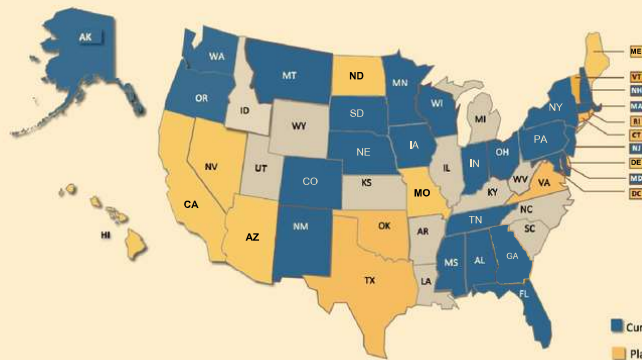 AK
WA
MT
ND
MN
ME
VT
NH
MA
RI
CT
NJ
DE
MD
DC
OR
ID
WY
SD
WI
MI
NY
PA
NE
IA
IL
IN
OH
NV
UT
CO
KS
MO
KY
WV
VA
CA
AZ
NM
OK
AR
TN
NC
SC
TX
LA
MS
AL
GA
FL
HI
Cur
Pla